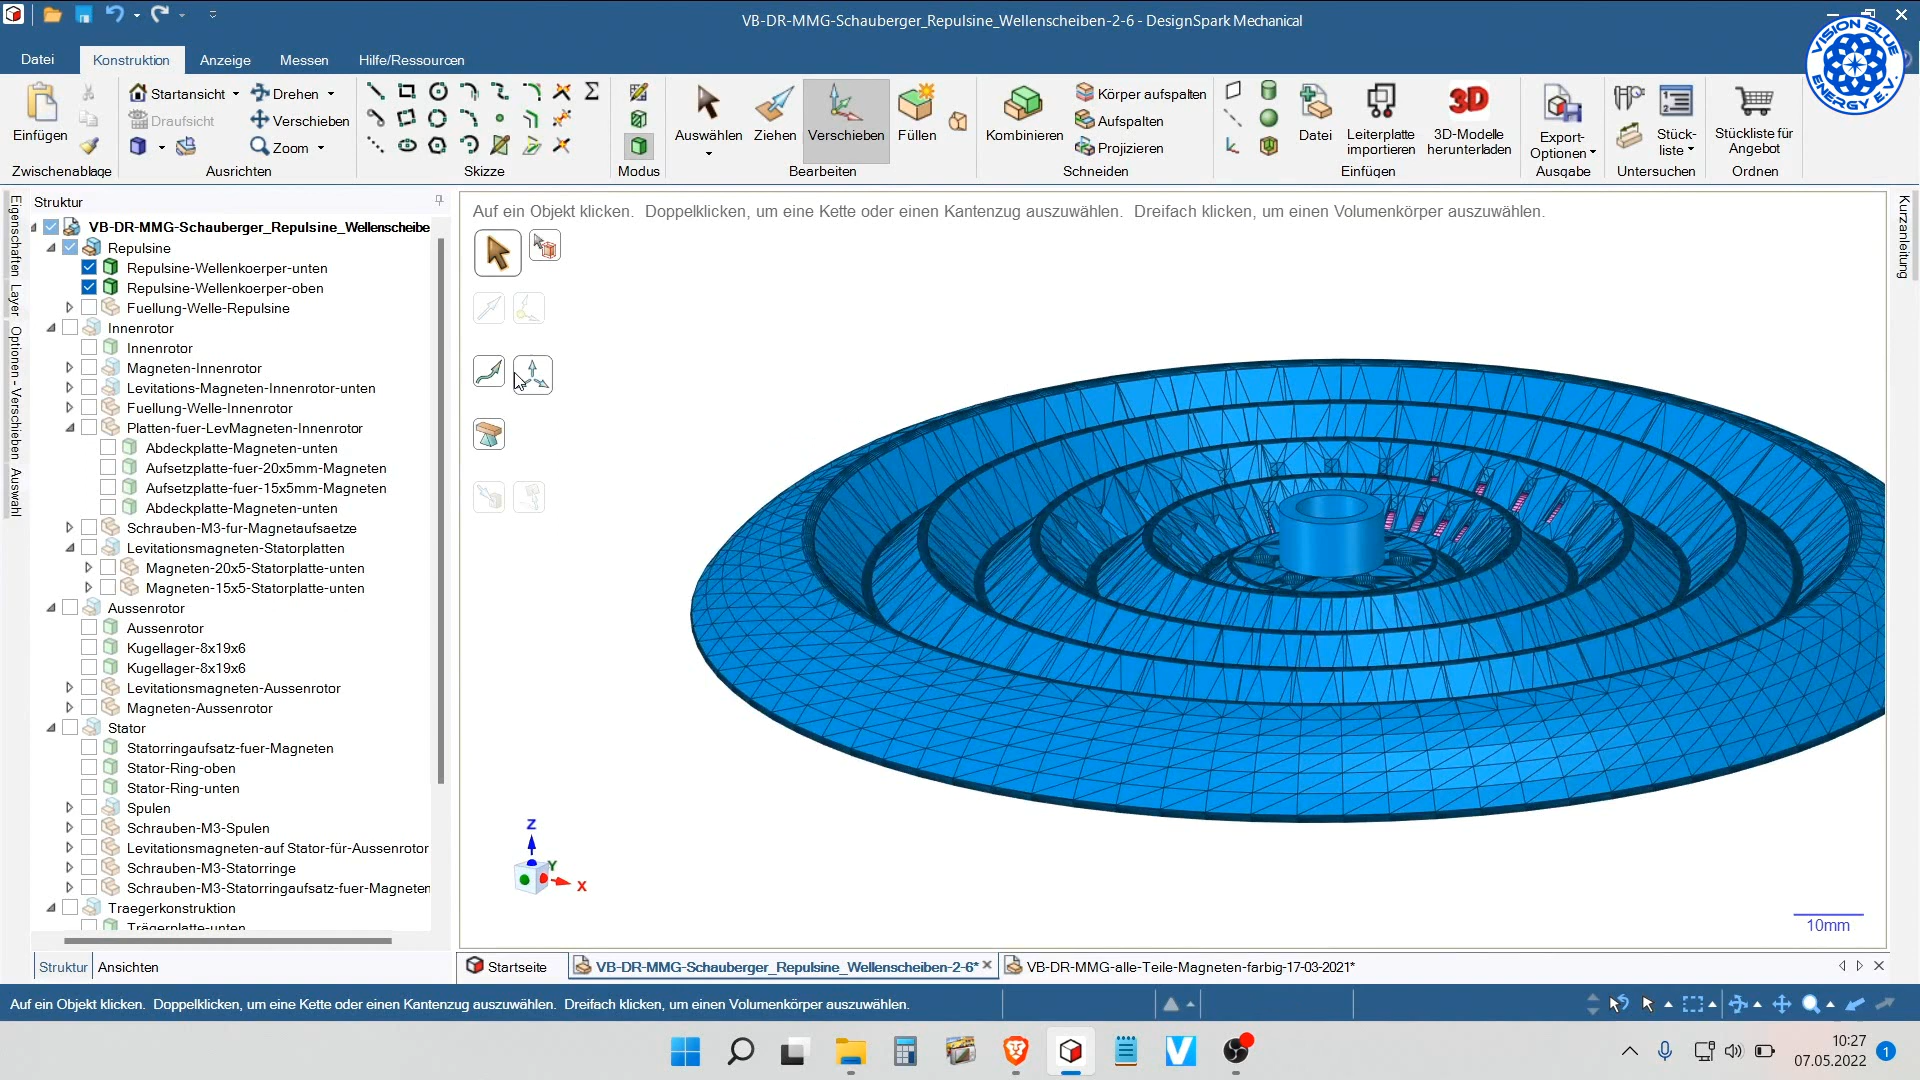 VB-DR-MMG-Schauberger_Repulsine_Wellenscheiben-2-6 - DesignSpark Mechanical
VISION BLUE ENERGY E.V.
Datei
Konstruktion
Anzeige
Messen
Hilfe/Ressourcen
Einfügen
Zwischenablage
Startansicht
Draufsicht
Drehen
Verschieben
Zoom
Ausrichten
Skizze
Modus
Auswählen
Ziehen
Verschieben
Füllen
Bearbeiten
Kombinieren
Körper aufspalten
Aufspalten
Projizieren
Schneiden
Datei
Leiterplatte importieren
3D
3D-Modelle herunterladen
Einfügen
Export-Optionen
Ausgabe
Stück-liste
Untersuchen
Stückliste für Angebot
Ordnen
Eigenschaften
Layer
Optionen - Verschieben
Auswahl
Struktur
VB-DR-MMG-Schauberger_Repulsine_Wellenscheibe
Repulsine
Repulsine-Wellenkoerper-unten
Repulsine-Wellenkoerper-oben
Fuellung-Welle-Repulsine
Innenrotor
Innenrotor
Magneten-Innenrotor
Levitations-Magneten-Innenrotor-unten
Fuellung-Welle-Innenrotor
Platten-fuer-LevMagneten-Innenrotor
Abdeckplatte-Magneten-unten
Aufsetzplatte-fuer-20x5mm-Magneten
Aufsetzplatte-fuer-15x5mm-Magneten
Abdeckplatte-Magneten-unten
Schrauben-M3-fur-Magnetaufsaetze
Levitationsmagneten-Statorplatten
Magneten-20x5-Statorplatte-unten
Magneten-15x5-Statorplatte-unten
Aussenrotor
Aussenrotor
Kugellager-8x19x6
Kugellager-8x19x6
Levitationsmagneten-Aussenrotor
Magneten-Aussenrotor
Stator
Statorringaufsatz-fuer-Magneten
Stator-Ring-oben
Stator-Ring-unten
Spulen
Schrauben-M3-Spulen
Levitationsmagneten-auf Stator-für-Aussenrotor
Schrauben-M3-Statorringe
Schrauben-M3-Statorringaufsatz-fuer-Magneten
Traegerkonstruktion
Trägerplatte-unten
Struktur
Ansichten
Auf ein Objekt klicken. Doppelklicken, um eine Kette oder einen Kantenzug auszuwählen. Dreifach klicken, um einen Volumenkörper auszuwählen.
Kurzanleitung
Z
Y
X
10mm
Startseite
VB-DR-MMG-Schauberger_Repulsine_Wellenscheiben-2-6*
VB-DR-MMG-alle-Teile-Magneten-farbig-17-03-2021*
Auf ein Objekt klicken. Doppelklicken, um eine Kette oder einen Kantenzug auszuwählen. Dreifach klicken, um einen Volumenkörper auszuwählen.
10:27
07.05.2022
1